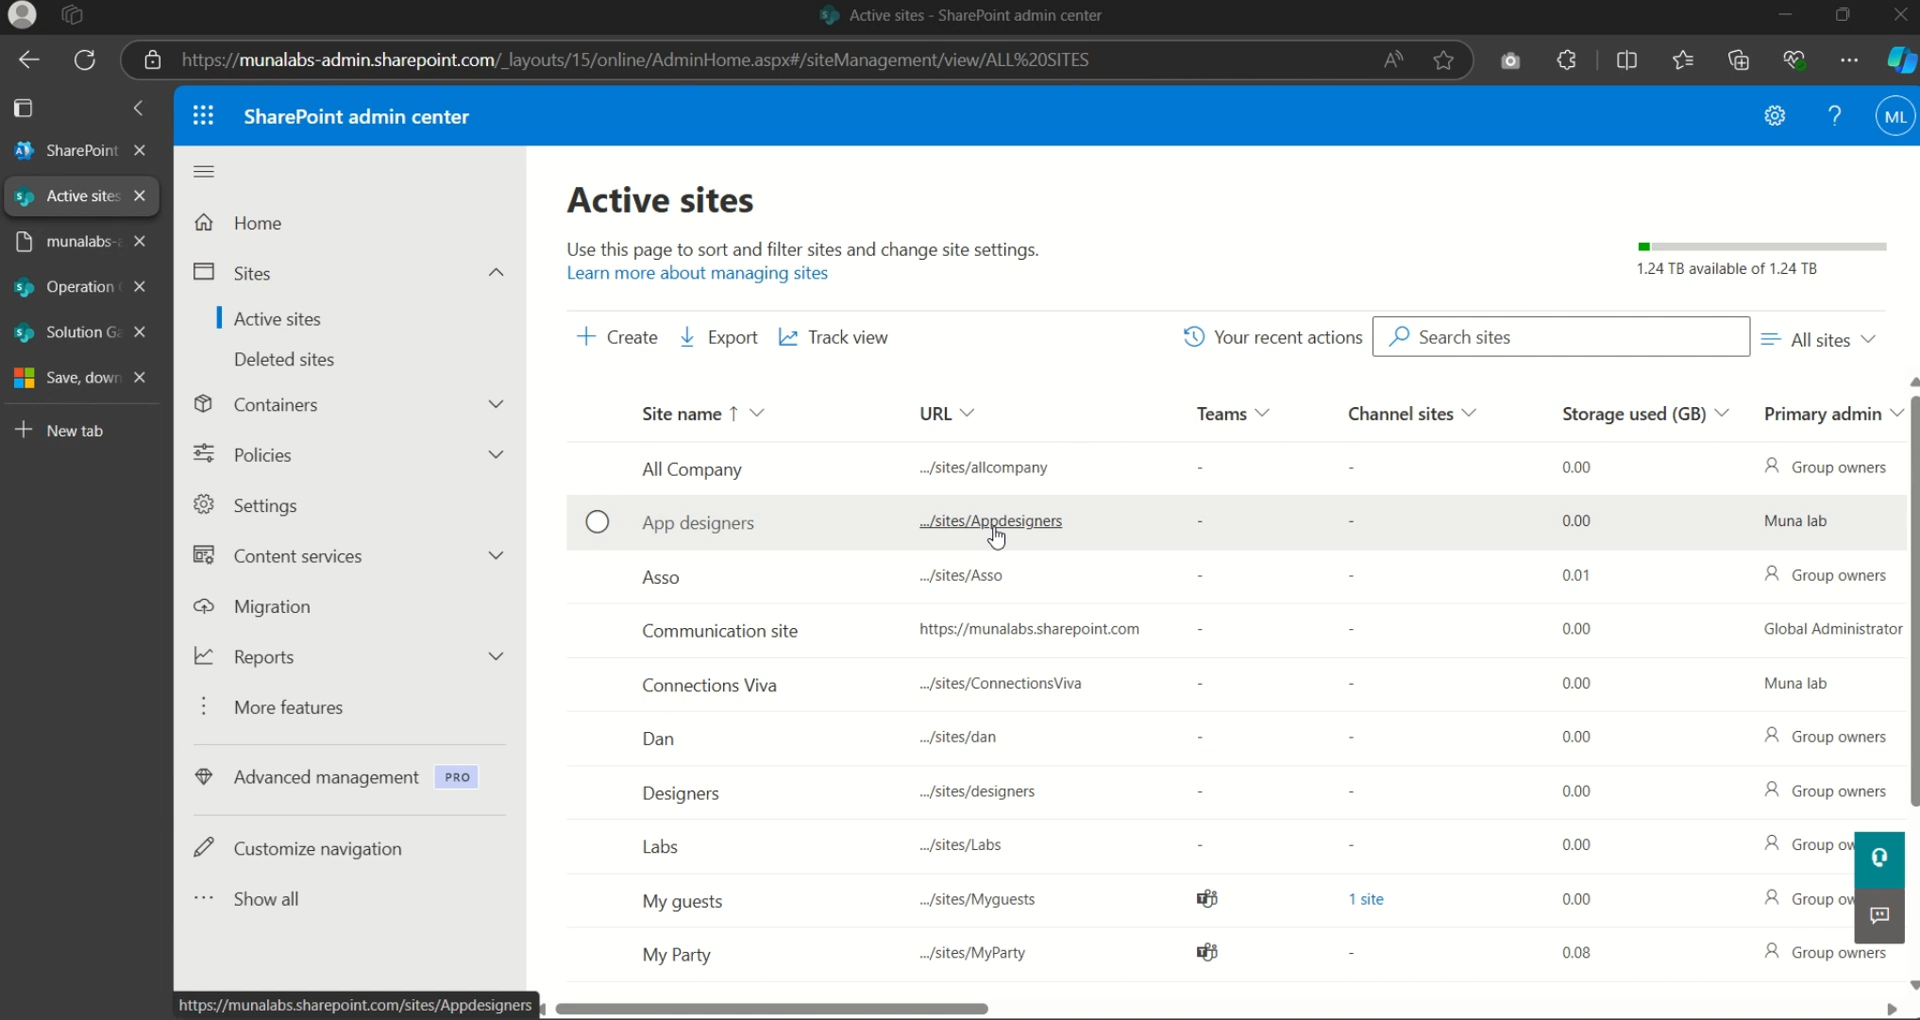 Active sites - SharePoint admin center
https://munalabs-admin.sharepoint.com/_layouts/15/online/AdminHome.aspx#/siteManagement/view/ALL%20SITES
SharePoint
Active sites
munalabs-
Operation
Solution Ga
Save, down
New tab
SharePoint admin center
ML
Home
Sites
Active sites
Deleted sites
Containers
Policies
Settings
Content services
Migration
Reports
More features
Advanced management PRO
Customize navigation
Show all
https://munalabs.sharepoint.com/sites/Appdesigners
Active sites
Use this page to sort and filter sites and change site settings.
Learn more about managing sites
1.24 TB available of 1.24 TB
Create Export Track view Your recent actions Search sites All sites
Site name ↑ URL Teams Channel sites Storage used (GB) Primary admin
All Company .../sites/allcompany - - 0.00 Group owners
App designers .../sites/Appdesigners - - 0.00 Muna lab
Asso .../sites/Asso - - 0.01 Group owners
Communication site https://munalabs.sharepoint.com - - 0.00 Global Administrator
Connections Viva .../sites/ConnectionsViva - - 0.00 Muna lab
Dan .../sites/dan - - 0.00 Group owners
Designers .../sites/designers - - 0.00 Group owners
Labs .../sites/Labs - - 0.00 Group ow
My guests .../sites/Myguests 1 site 0.00 Group ow
My Party .../sites/MyParty - 0.08 Group owners